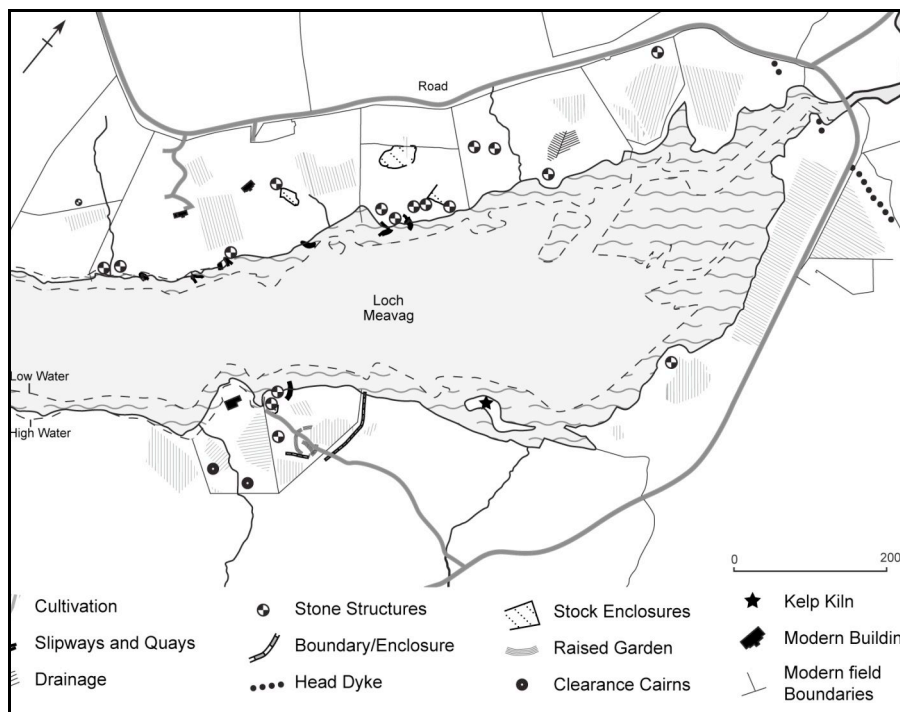 Road
Loch
Meavag
Low Water
High Water
0 200
Cultivation
Slipways and Quays
Drainage
Stone Structures
Boundary/Enclosure
Head Dyke
Stock Enclosures
Raised Garden
Clearance Cairns
Kelp Kiln
Modern Buildin
Modern field
Boundaries